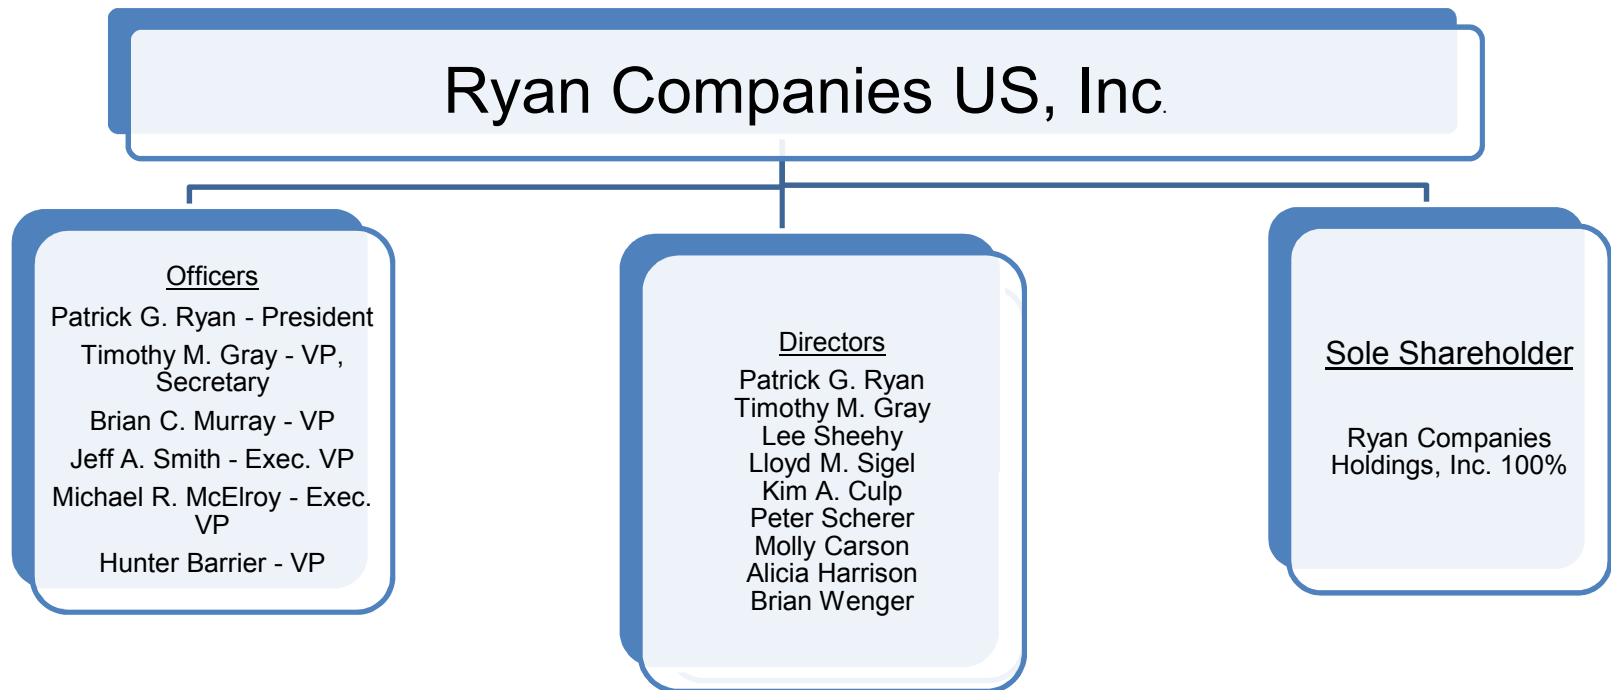 Ryan Companies US, Inc.
Officers
Patrick G. Ryan - President
Timothy M. Gray - VP,
Secretary
Brian C. Murray - VP
Jeff A. Smith - Exec. VP
Michael R. McElroy - Exec.
VP
Hunter Barrier - VP
Directors
Patrick G. Ryan
Timothy M. Gray
Lee Sheehy
Lloyd M. Sigel
Kim A. Culp
Peter Scherer
Molly Carson
Alicia Harrison
Brian Wenger
Sole Shareholder
Ryan Companies
Holdings, Inc. 100%